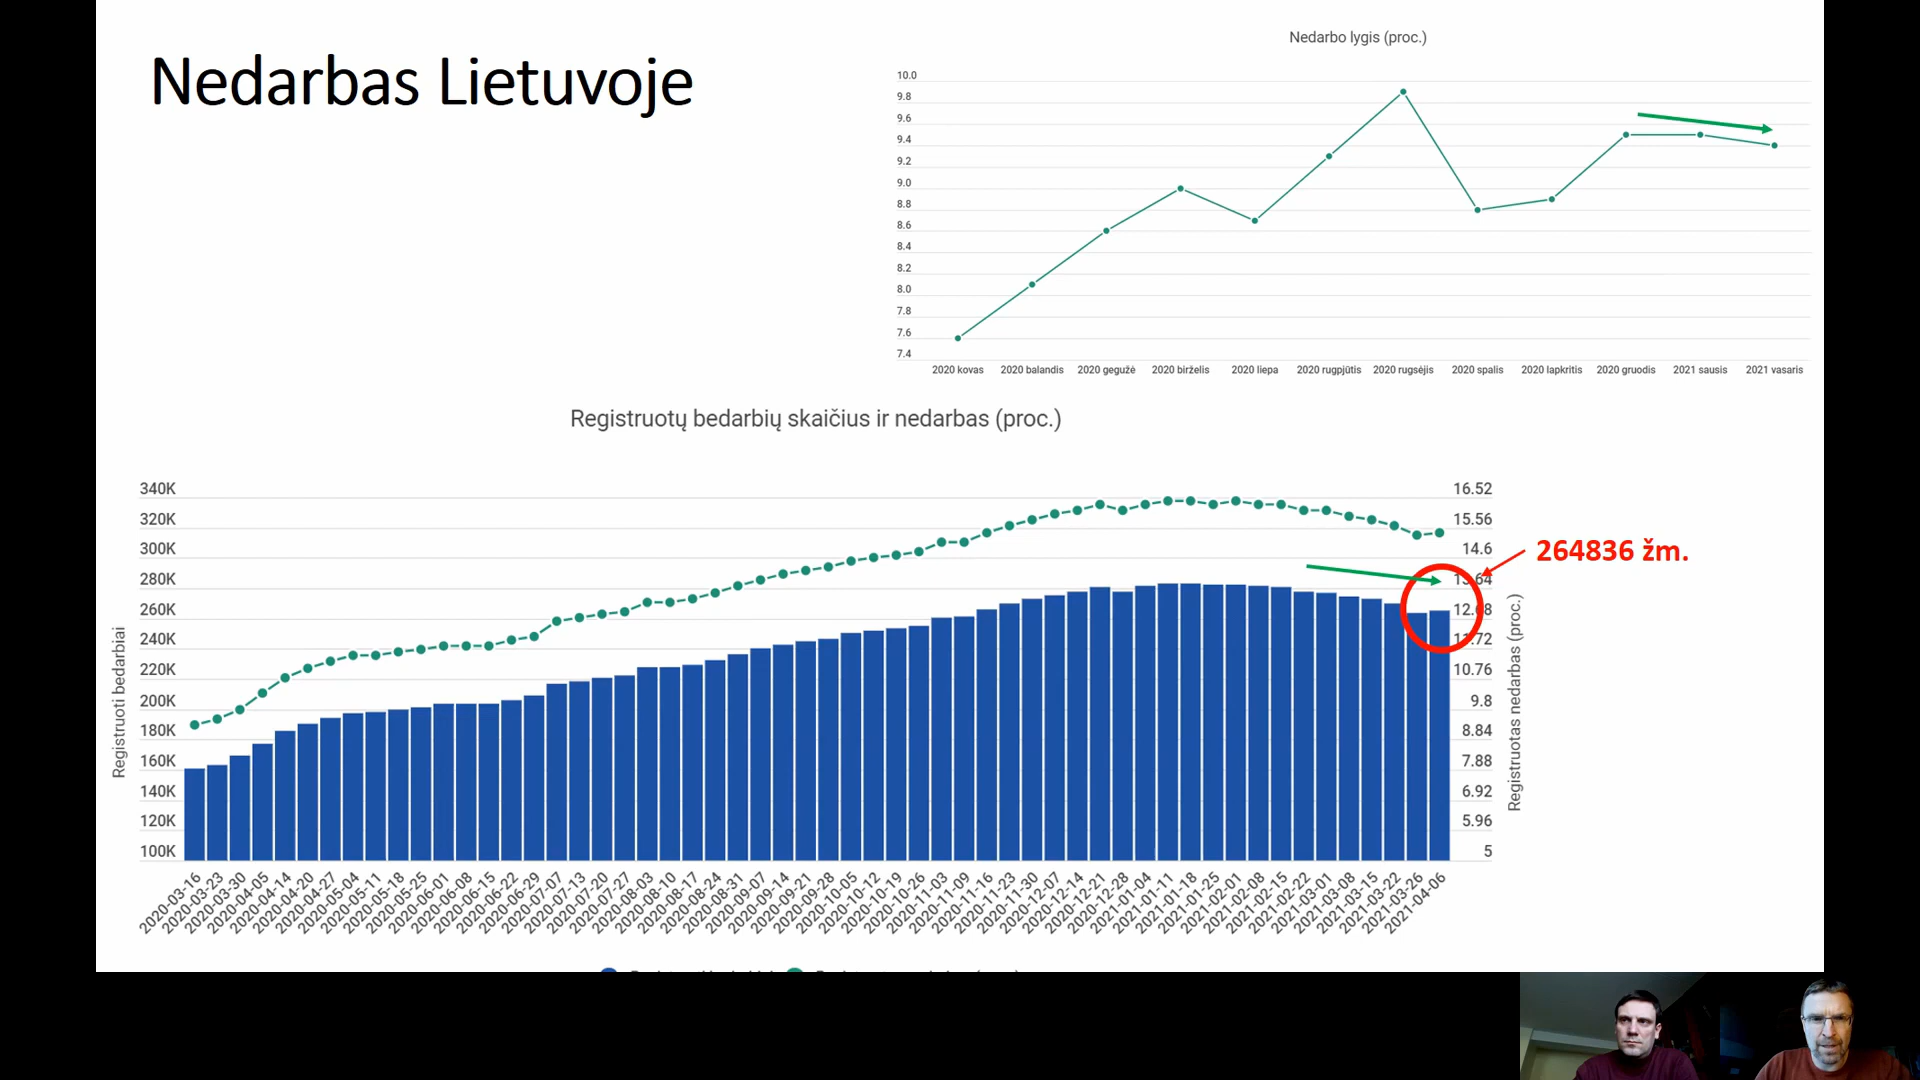 Nedarbas Lietuvoje
Nedarbo lygis (proc.)
10.0
9.8
9.6
9.4
9.2
9.0
8.8
8.6
8.4
8.2
8.0
7.8
7.6
7.4
2020 kovas 2020 balandis 2020 gegužė 2020 birželis 2020 liepa 2020 rugpjūtis 2020 rugsėjis 2020 spalis 2020 lapkritis 2020 gruodis 2021 sausis 2021 vasaris
Registruotų bedarbių skaičius ir nedarbas (proc.)
Registruoti bedarbiai
340K
320K
300K
280K
260K
240K
220K
200K
180K
160K
140K
120K
100K
16.52
15.56
14.6
13.64
12.68
11.72
10.76
9.8
8.84
7.88
6.92
5.96
5
Registruotas nedarbas (proc.)
264836 žm.
2020-03-16 2020-03-23 2020-03-30 2020-04-05 2020-04-14 2020-04-20 2020-04-27 2020-05-04 2020-05-11 2020-05-18 2020-05-25 2020-06-01 2020-06-08 2020-06-15 2020-06-22 2020-06-29 2020-07-07 2020-07-13 2020-07-20 2020-07-27 2020-08-03 2020-08-10 2020-08-17 2020-08-24 2020-08-31 2020-09-07 2020-09-14 2020-09-21 2020-09-28 2020-10-05 2020-10-12 2020-10-19 2020-10-26 2020-11-03 2020-11-09 2020-11-16 2020-11-23 2020-11-30 2020-12-07 2020-12-14 2020-12-21 2020-12-28 2021-01-04 2021-01-11 2021-01-18 2021-01-25 2021-02-01 2021-02-08 2021-02-15 2021-02-22 2021-03-01 2021-03-08 2021-03-15 2021-03-22 2021-03-26 2021-04-06